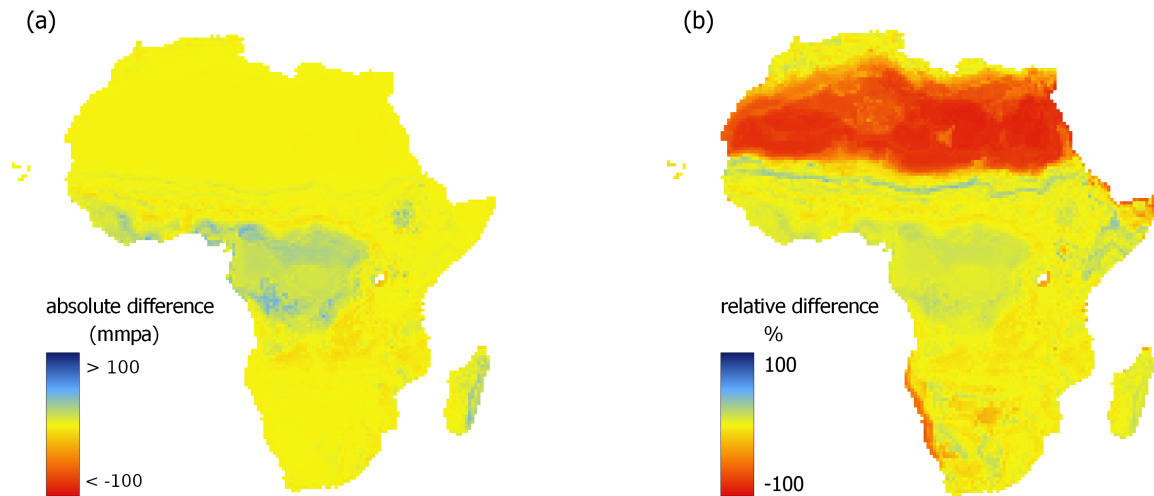 (a)
absolute difference
(mmpa)
> 100
< -100
(b)
relative difference
%
100
-100